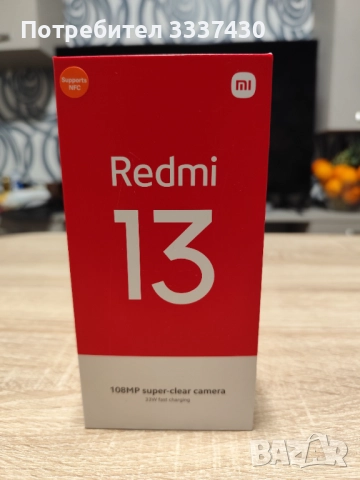 Потребител 3337430
Supports
NFC
mi
Redmi
13
108MP super-clear camera
33W fast charging
BAZAR